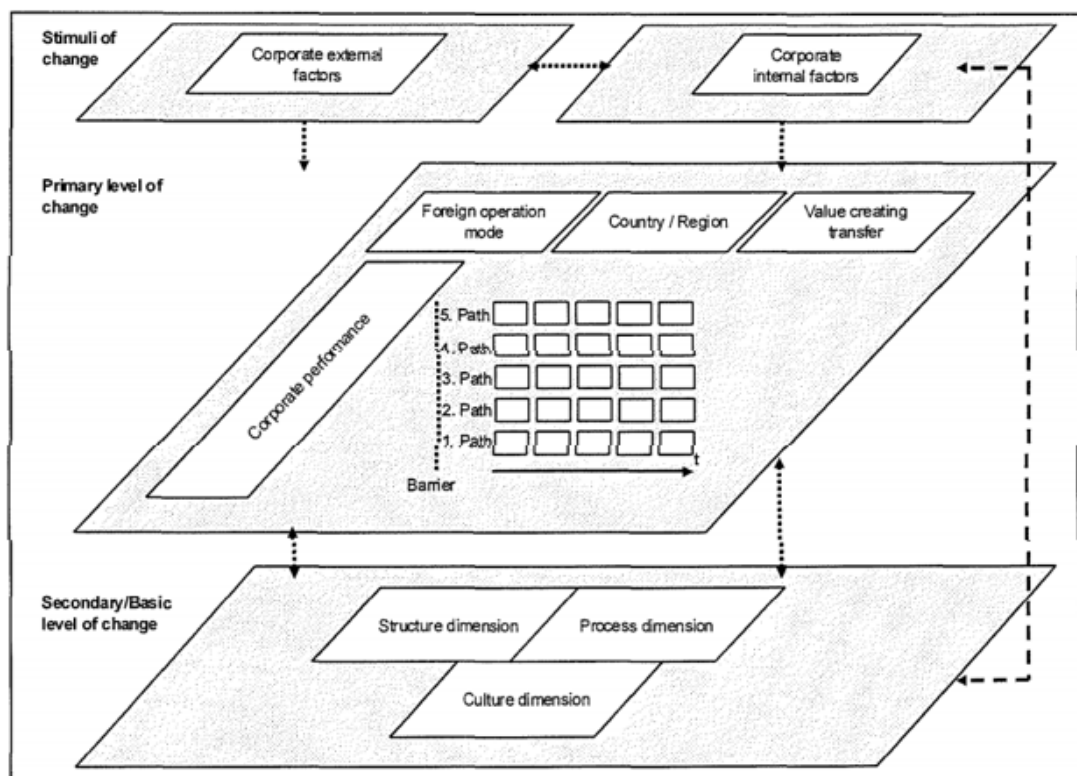 Stimuli of
change
Corporate external
factors
Corporate
internal factors
Primary level of
change
Foreign operation
mode
Country / Region
Value creating
transfer
Corporate performance
5. Path
4. Path
3. Path
2. Path
1. Path
t
Barrier
Secondary/Basic
level of change
Structure dimension
Process dimension
Culture dimension